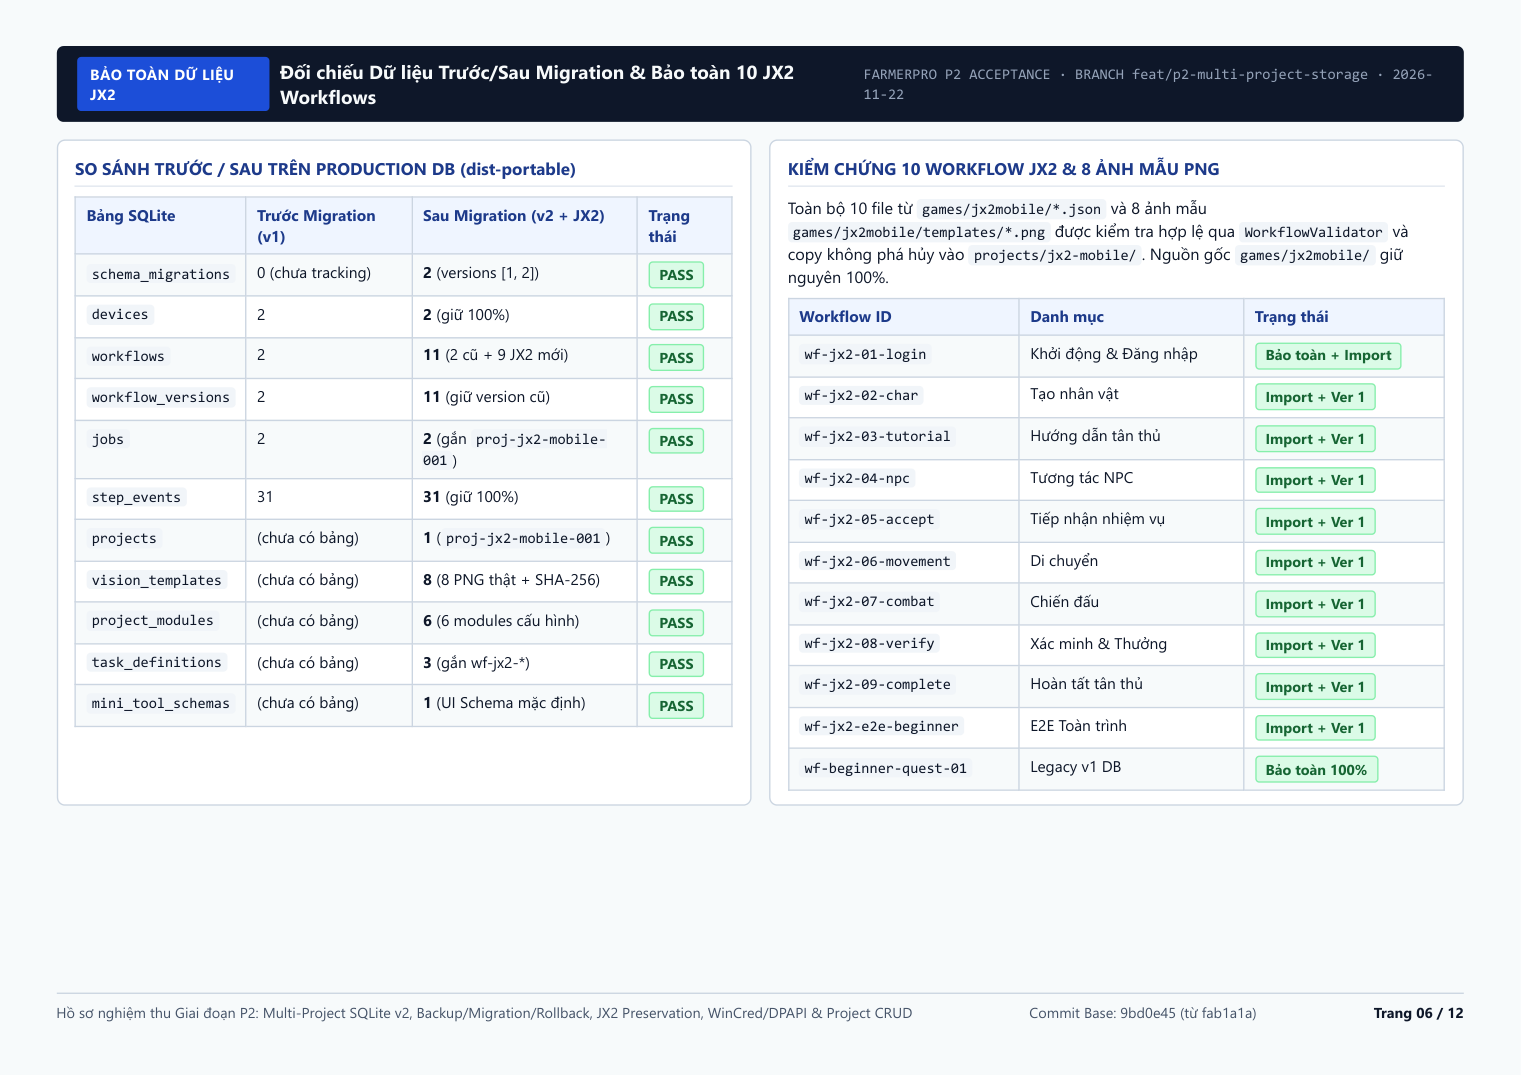 BẢO TOÀN DỮ LIỆU
JX2
Đối chiếu Dữ liệu Trước/Sau Migration & Bảo toàn 10 JX2
Workflows
FARMERPRO P2 ACCEPTANCE · BRANCH feat/p2-multi-project-storage · 2026-
11-22
SO SÁNH TRƯỚC / SAU TRÊN PRODUCTION DB (dist-portable)
Bảng SQLite | Trước Migration (v1) | Sau Migration (v2 + JX2) | Trạng thái
schema_migrations | 0 (chưa tracking) | 2 (versions [1, 2]) | PASS
devices | 2 | 2 (giữ 100%) | PASS
workflows | 2 | 11 (2 cũ + 9 JX2 mới) | PASS
workflow_versions | 2 | 11 (giữ version cũ) | PASS
jobs | 2 | 2 (gắn proj-jx2-mobile-001 ) | PASS
step_events | 31 | 31 (giữ 100%) | PASS
projects | (chưa có bảng) | 1 ( proj-jx2-mobile-001 ) | PASS
vision_templates | (chưa có bảng) | 8 (8 PNG thật + SHA-256) | PASS
project_modules | (chưa có bảng) | 6 (6 modules cấu hình) | PASS
task_definitions | (chưa có bảng) | 3 (gắn wf-jx2-*) | PASS
mini_tool_schemas | (chưa có bảng) | 1 (UI Schema mặc định) | PASS
KIỂM CHỨNG 10 WORKFLOW JX2 & 8 ẢNH MẪU PNG
Toàn bộ 10 file từ games/jx2mobile/*.json và 8 ảnh mẫu
games/jx2mobile/templates/*.png được kiểm tra hợp lệ qua WorkflowValidator và
copy không phá hủy vào projects/jx2-mobile/ . Nguồn gốc games/jx2mobile/ giữ
nguyên 100%.
Workflow ID | Danh mục | Trạng thái
wf-jx2-01-login | Khởi động & Đăng nhập | Bảo toàn + Import
wf-jx2-02-char | Tạo nhân vật | Import + Ver 1
wf-jx2-03-tutorial | Hướng dẫn tân thủ | Import + Ver 1
wf-jx2-04-npc | Tương tác NPC | Import + Ver 1
wf-jx2-05-accept | Tiếp nhận nhiệm vụ | Import + Ver 1
wf-jx2-06-movement | Di chuyển | Import + Ver 1
wf-jx2-07-combat | Chiến đấu | Import + Ver 1
wf-jx2-08-verify | Xác minh & Thưởng | Import + Ver 1
wf-jx2-09-complete | Hoàn tất tân thủ | Import + Ver 1
wf-jx2-e2e-beginner | E2E Toàn trình | Import + Ver 1
wf-beginner-quest-01 | Legacy v1 DB | Bảo toàn 100%
Hồ sơ nghiệm thu Giai đoạn P2: Multi-Project SQLite v2, Backup/Migration/Rollback, JX2 Preservation, WinCred/DPAPI & Project CRUD
Commit Base: 9bd0e45 (từ fab1a1a)
Trang 06 / 12